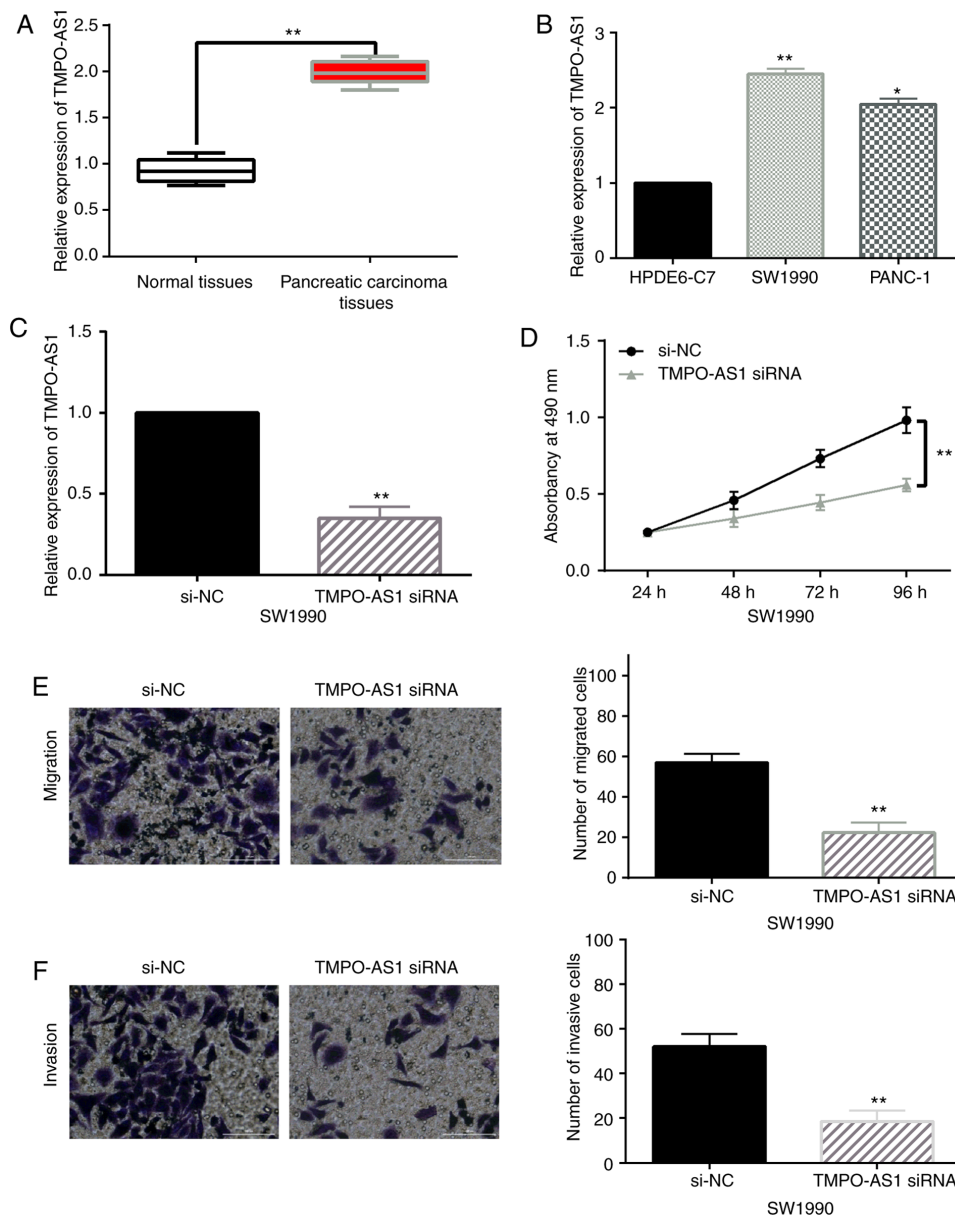 A
Relative expression of TMPO-AS1
2.5
2.0
1.5
1.0
0.5
0.0
**
Normal tissues
Pancreatic carcinoma
tissues
B
Relative expression of TMPO-AS1
3
2
1
0
**
*
HPDE6-C7
SW1990
PANC-1
C
Relative expression of TMPO-AS1
1.5
1.0
0.5
0.0
**
si-NC
TMPO-AS1 siRNA
SW1990
D
Absorbancy at 490 nm
1.5
1.0
0.5
0.0
si-NC
TMPO-AS1 siRNA
**
24 h
48 h
72 h
96 h
SW1990
E
si-NC
TMPO-AS1 siRNA
Migration
Number of migrated cells
100
80
60
40
20
0
**
si-NC
TMPO-AS1 siRNA
SW1990
F
si-NC
TMPO-AS1 siRNA
Invasion
Number of invasive cells
100
80
60
40
20
0
**
si-NC
TMPO-AS1 siRNA
SW1990